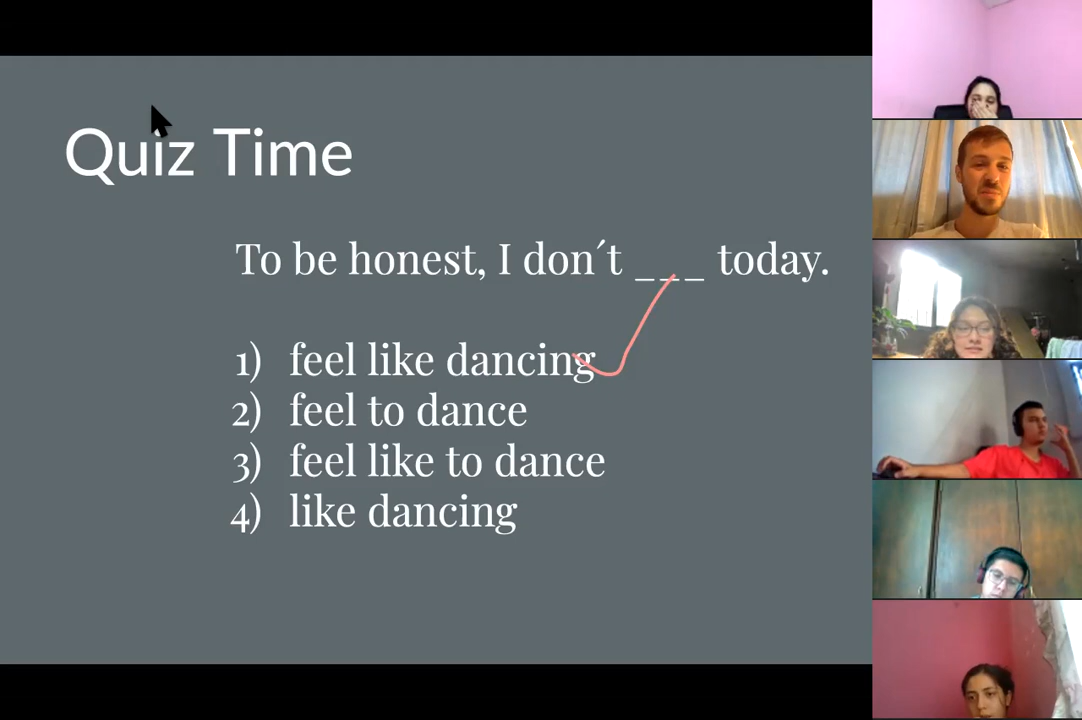 Quiz Time
To be honest, I don´t ___ today.
1) feel like dancing
2) feel to dance
3) feel like to dance
4) like dancing